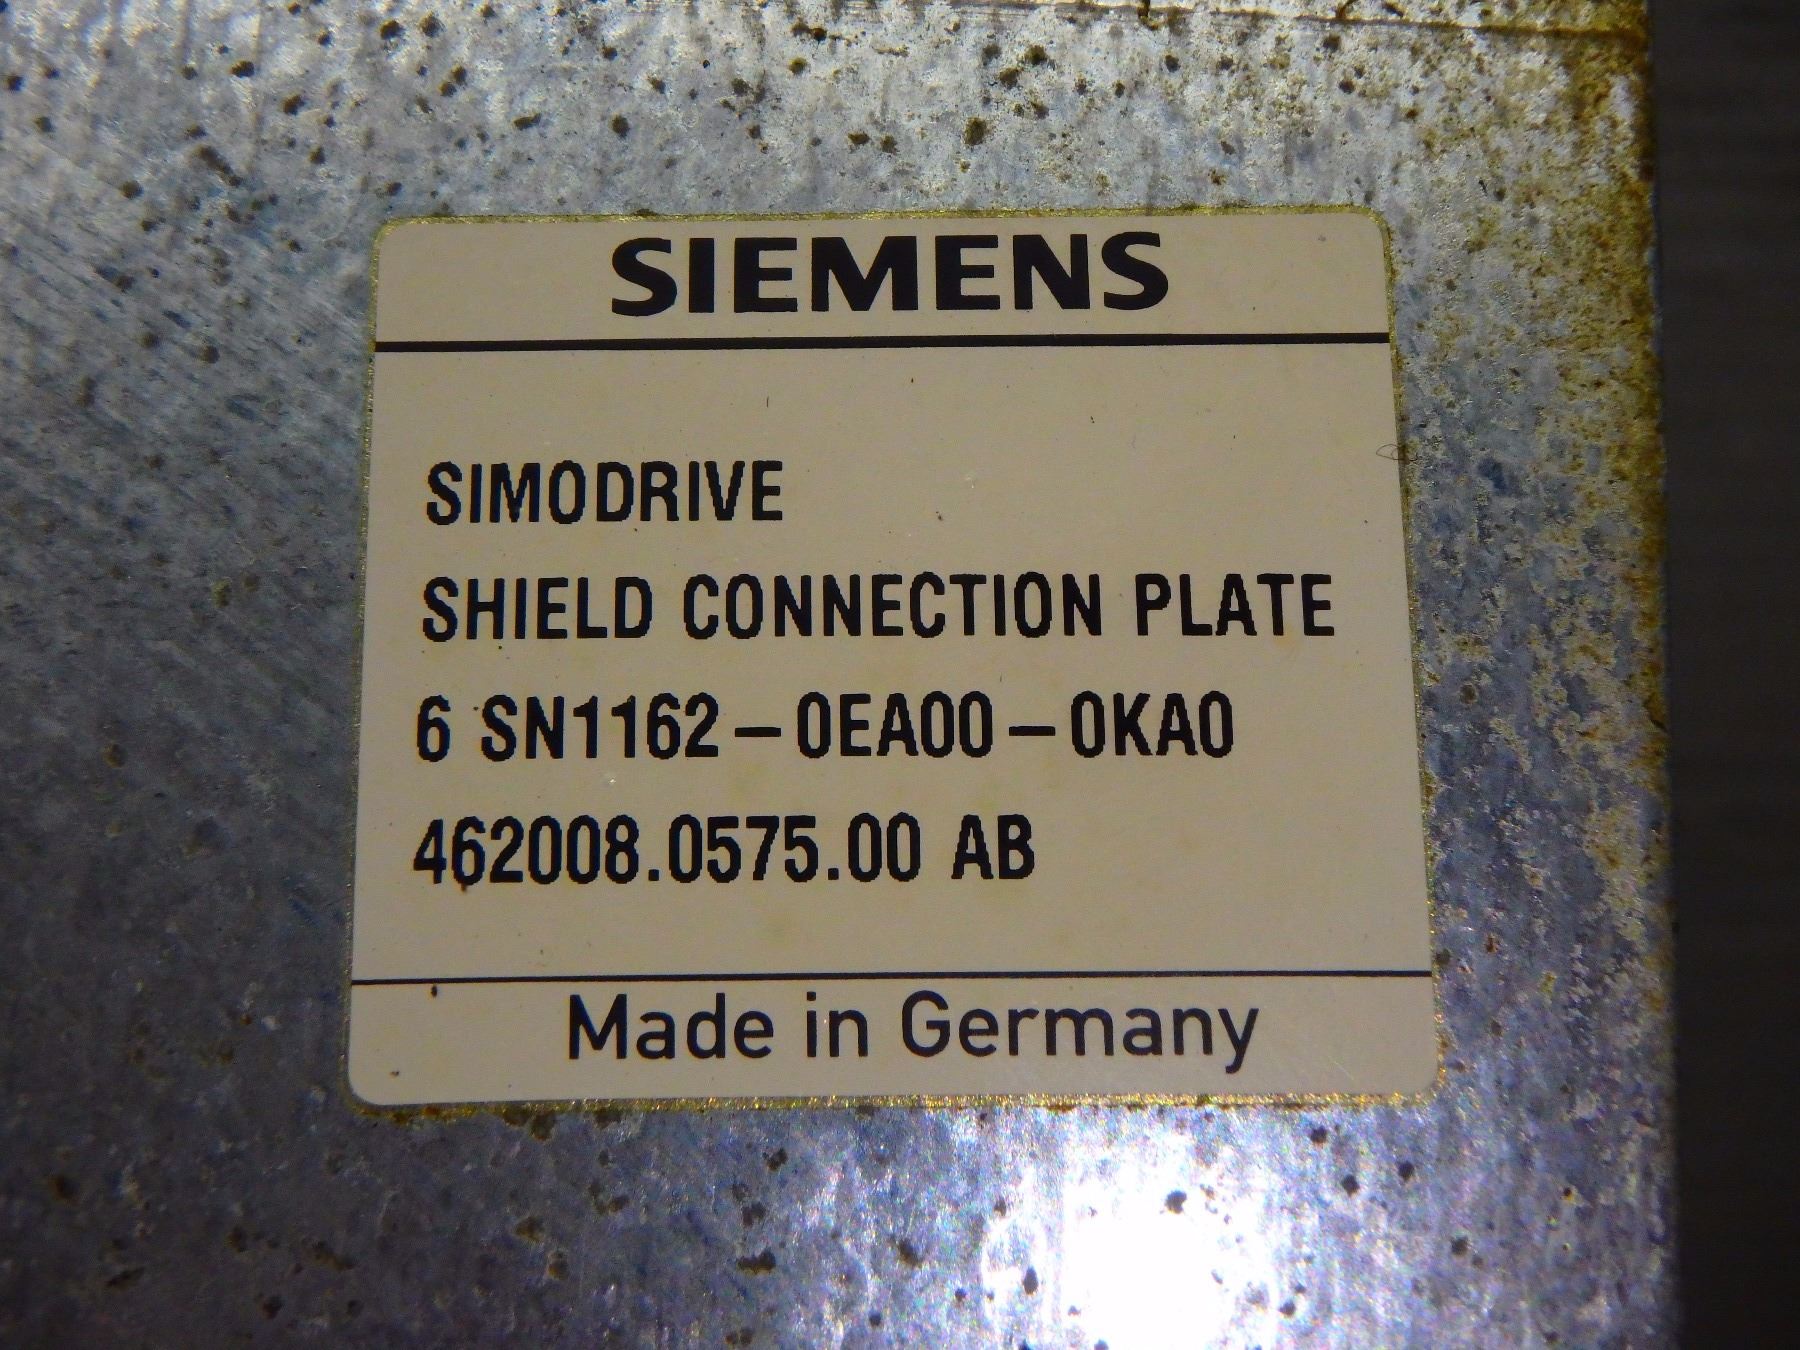 SIEMENS
SIMODRIVE
SHIELD CONNECTION PLATE
6 SN1162-0EA00-0KA0
462008.0575.00 AB
Made in Germany